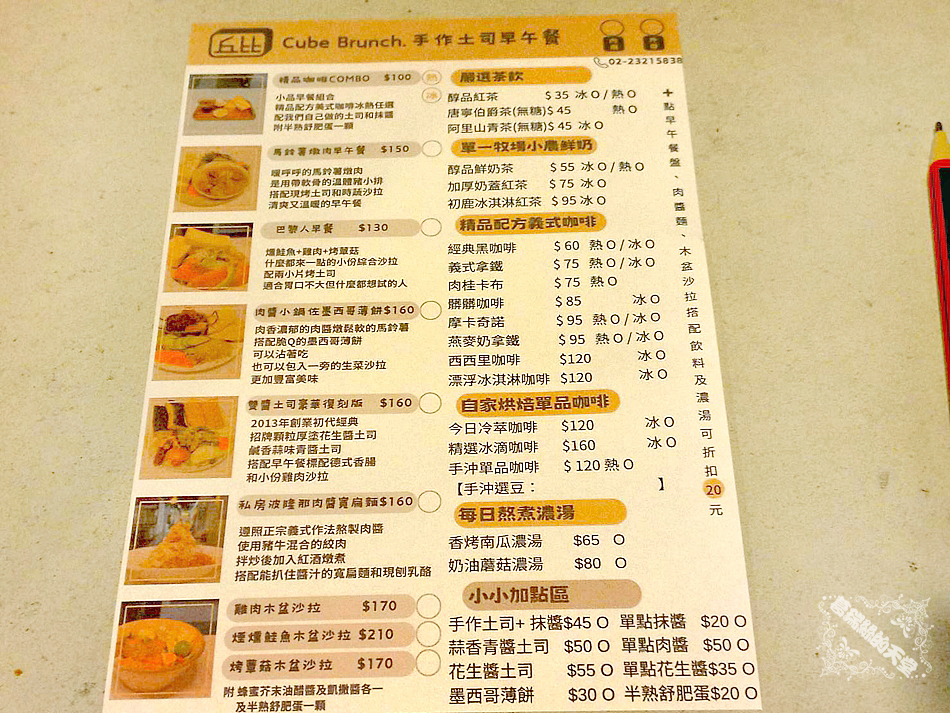 丘比 Cube Brunch. 手作土司早午餐
02-23215838
精品咖啡COMBO $100 熱
冰
小品早餐組合
精品配方美式咖啡冰熱任選
配我們自己做的土司和抹醬
附半熟舒肥蛋一顆
馬鈴薯燉肉早午餐 $150
暖呼呼的馬鈴薯燉肉
是用帶軟骨的溫體豬小排
搭配現烤土司和時蔬沙拉
清爽又溫暖的早午餐
巴黎人早餐 $130
燻鮭魚+雞肉+烤蕈菇
什麼都來一點的小份綜合沙拉
配兩小片烤土司
適合胃口不大但什麼都想試的人
肉醬小鍋佐墨西哥薄餅$160
肉香濃郁的肉醬燉鬆軟的馬鈴薯
搭配脆Q的墨西哥薄餅
可以沾著吃
也可以包入一旁的生菜沙拉
更加豐富美味
雙醬土司豪華復刻版 $160
2013年創業初代經典
招牌顆粒厚塗花生醬土司
鹹香蒜味青醬土司
搭配早午餐標配德式香腸
和小份雞肉沙拉
私房波隆那肉醬寬扁麵$160
遵照正宗義式作法熬製肉醬
使用豬牛混合的絞肉
拌炒後加入紅酒燉煮
搭配能扒住醬汁的寬扁麵和現刨乳酪
雞肉木盆沙拉 $170
煙燻鮭魚木盆沙拉 $210
烤蕈菇木盆沙拉 $170
附 蜂蜜芥末油醋醬及凱撒醬各一
及半熟舒肥蛋一顆
嚴選茶飲
醇品紅茶 $35 冰O/熱O
唐寧伯爵茶(無糖)$45 熱O
阿里山青茶(無糖)$45 冰O
單一牧場小農鮮奶
醇品鮮奶茶 $55 冰O/熱O
加厚奶蓋紅茶 $75 冰O
初鹿冰淇淋紅茶 $95冰O
精品配方義式咖啡
經典黑咖啡 $60 熱O/冰O
義式拿鐵 $75 熱O/冰O
肉桂卡布 $75 熱O
髒髒咖啡 $85 冰O
摩卡奇諾 $95 熱O/冰O
燕麥奶拿鐵 $95 熱O/冰O
西西里咖啡 $120 冰O
漂浮冰淇淋咖啡 $120 冰O
自家烘焙單品咖啡
今日冷萃咖啡 $120 冰O
精選冰滴咖啡 $160 冰O
手沖單品咖啡 $120熱O
【手沖選豆： 】
每日熬煮濃湯
香烤南瓜濃湯 $65 O
奶油蘑菇濃湯 $80 O
小小加點區
手作土司+ 抹醬$45 O 單點抹醬 $20 O
蒜香青醬土司 $50 O 單點肉醬 $50 O
花生醬土司 $55 O 單點花生醬$35 O
墨西哥薄餅 $30 O 半熟舒肥蛋$20 O
+點早午餐盤、肉醬麵、木盆沙拉搭配飲料及濃湯可折扣20元